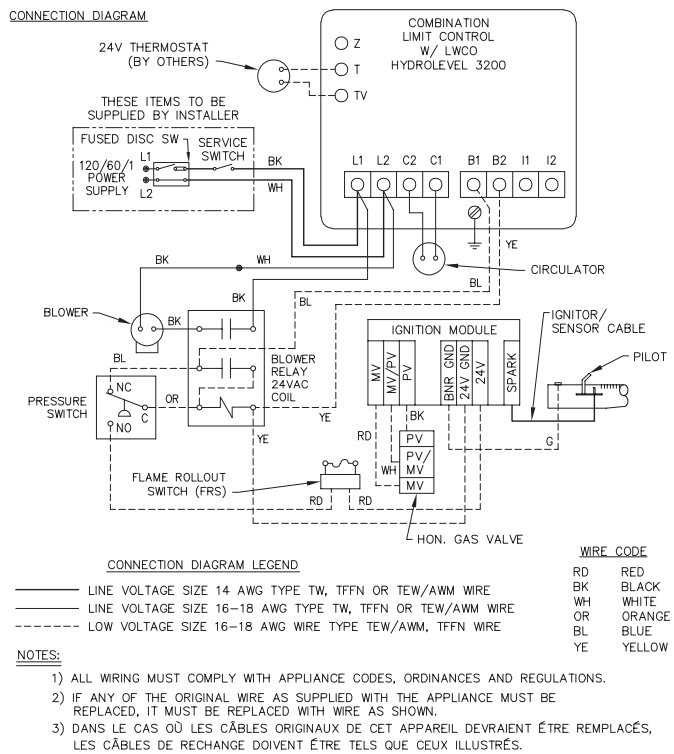 CONNECTION DIAGRAM
COMBINATION
LIMIT CONTROL
W/ LWCO
HYDROLEVEL 3200
Z
T
TV
24V THERMOSTAT
(BY OTHERS)
THESE ITEMS TO BE
SUPPLIED BY INSTALLER
FUSED DISC SW
SERVICE
SWITCH
L1
120/60/1
POWER
SUPPLY
L2
BK
WH
L1 L2 C2 C1
B1 B2 I1 I2
YE
BK
WH
BL
CIRCULATOR
BK
BL
BLOWER
BK
IGNITION MODULE
IGNITOR/
SENSOR CABLE
PILOT
BL
BLOWER
RELAY
24VAC
COIL
MV
MV/PV
PV
BNR GND
24V GND
24V
SPARK
PRESSURE
SWITCH
NC
C
NO
OR
YE
YE
BK
RD
WH
PV
PV/
MV
MV
G
FLAME ROLLOUT
SWITCH (FRS)
RD
RD
HON. GAS VALVE
CONNECTION DIAGRAM LEGEND
LINE VOLTAGE SIZE 14 AWG TYPE TW, TFFN OR TEW/AWM WIRE
LINE VOLTAGE SIZE 16-18 AWG TYPE TW, TFFN OR TEW/AWM WIRE
LOW VOLTAGE SIZE 16-18 AWG WIRE TYPE TEW/AWM, TFFN WIRE
WIRE CODE
RD RED
BK BLACK
WH WHITE
OR ORANGE
BL BLUE
YE YELLOW
NOTES:
1) ALL WIRING MUST COMPLY WITH APPLIANCE CODES, ORDINANCES AND REGULATIONS.
2) IF ANY OF THE ORIGINAL WIRE AS SUPPLIED WITH THE APPLIANCE MUST BE
REPLACED, IT MUST BE REPLACED WITH WIRE AS SHOWN.
3) DANS LE CAS OÙ LES CÂBLES ORIGINAUX DE CET APPAREIL DEVRAIENT ÉTRE REMPLACÉS,
LES CÂBLES DE RECHANGE DOIVENT ÉTRE TELS QUE CEUX ILLUSTRÉS.